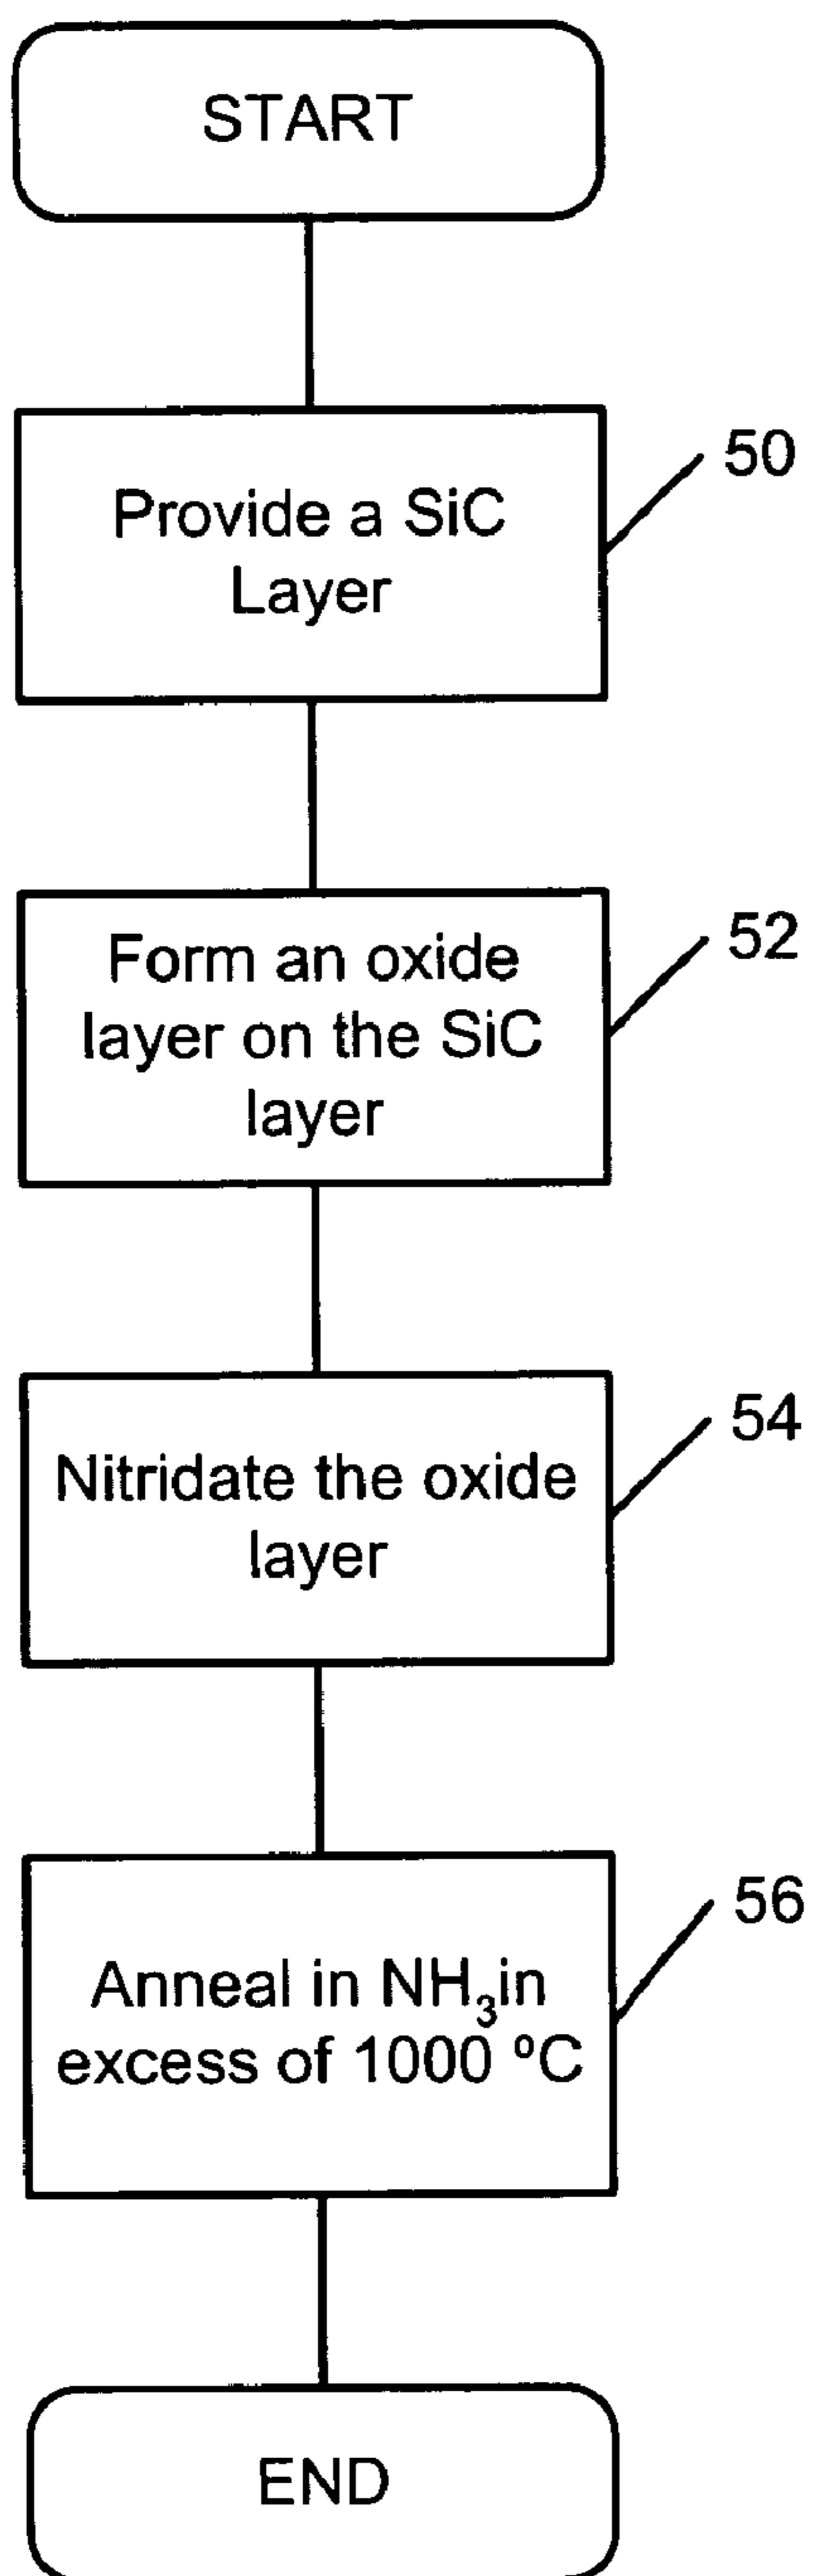 START
Provide a SiC
Layer
50
Form an oxide
layer on the SiC
layer
52
Nitridate the oxide
layer
54
Anneal in NH₃in
excess of 1000 ºC
56
END